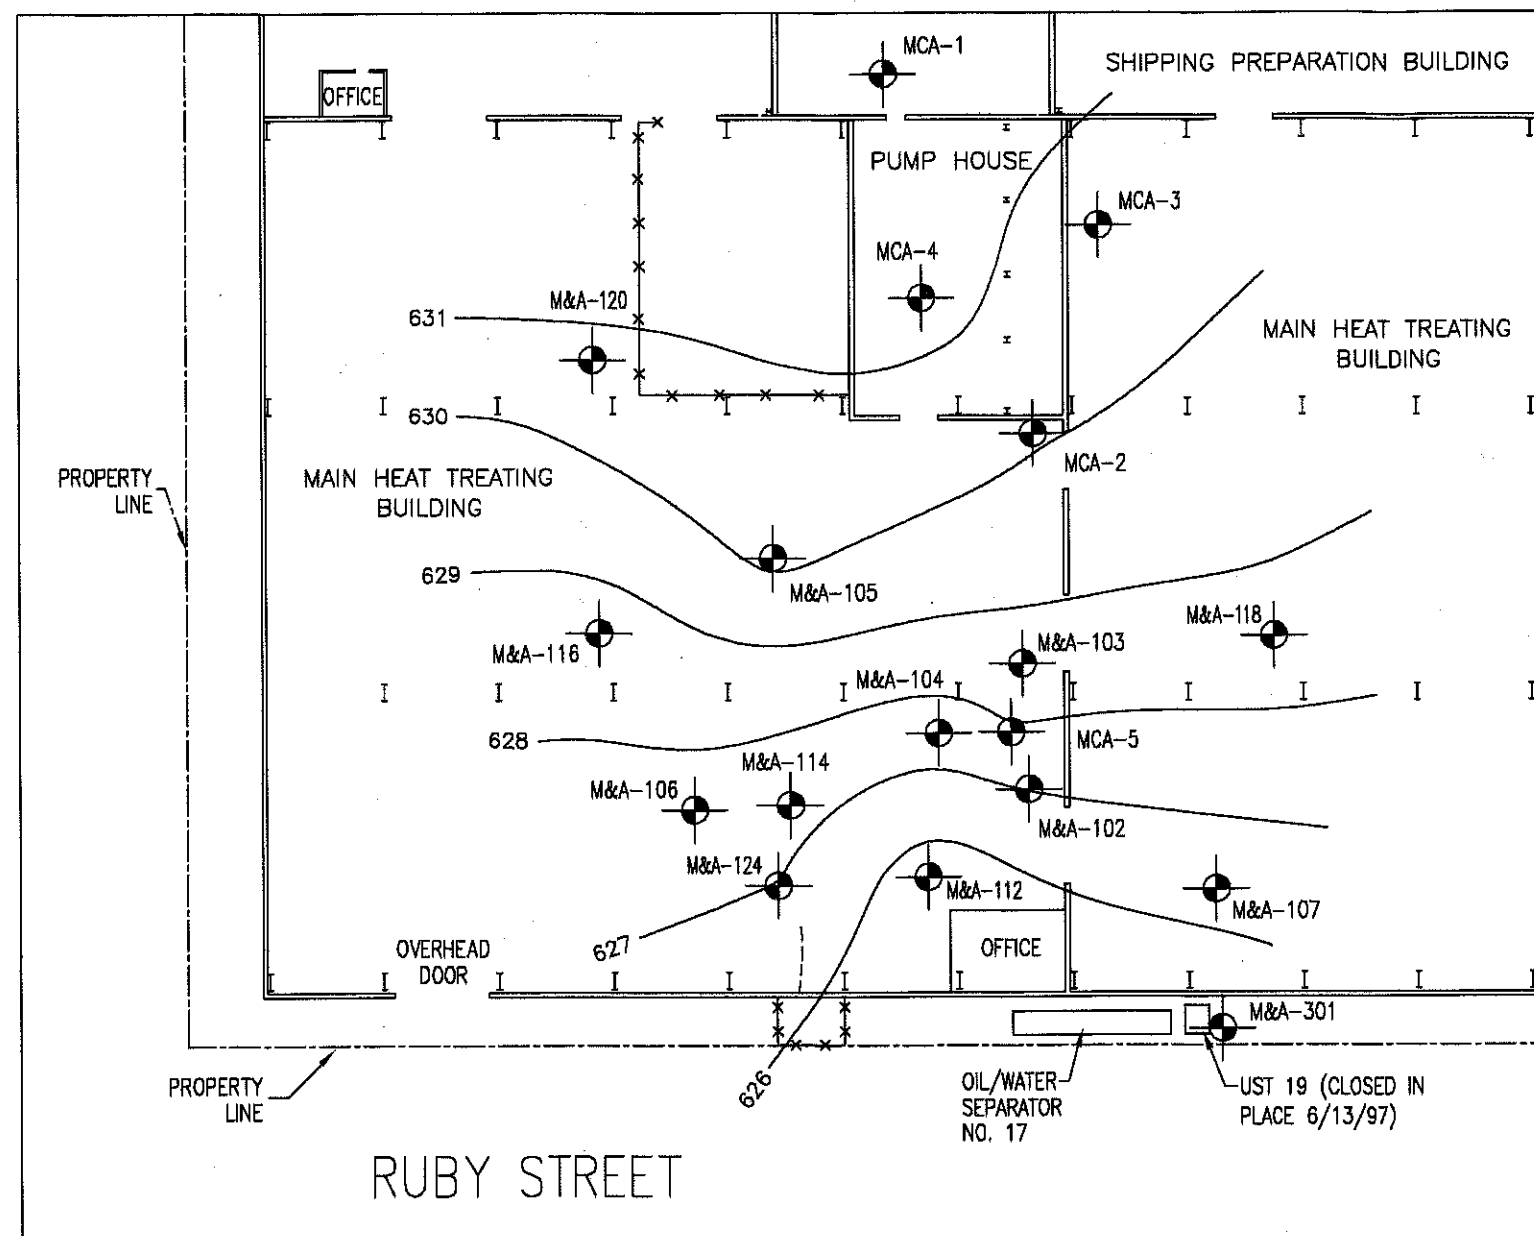 MCA-1
SHIPPING PREPARATION BUILDING
OFFICE
PUMP HOUSE
MCA-3
MCA-4
M&A-120
631
MAIN HEAT TREATING
BUILDING
630
MCA-2
PROPERTY
LINE
MAIN HEAT TREATING
BUILDING
629
M&A-105
M&A-118
M&A-116
M&A-103
M&A-104
628
MCA-5
M&A-114
M&A-106
M&A-102
M&A-124
M&A-112
M&A-107
627
OVERHEAD
DOOR
OFFICE
M&A-301
626
PROPERTY
LINE
OIL/WATER
SEPARATOR
NO. 17
UST 19 (CLOSED IN
PLACE 6/13/97)
RUBY STREET